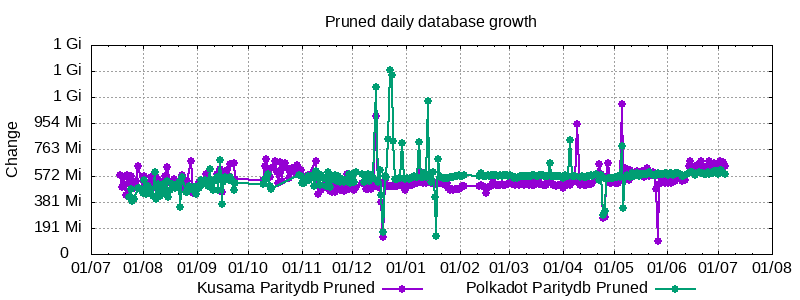 Pruned daily database growth
Change
1 Gi
1 Gi
1 Gi
954 Mi
763 Mi
572 Mi
381 Mi
191 Mi
0
01/07 01/08 01/09 01/10 01/11 01/12 01/01 01/02 01/03 01/04 01/05 01/06 01/07 01/08
Kusama Paritydb Pruned Polkadot Paritydb Pruned